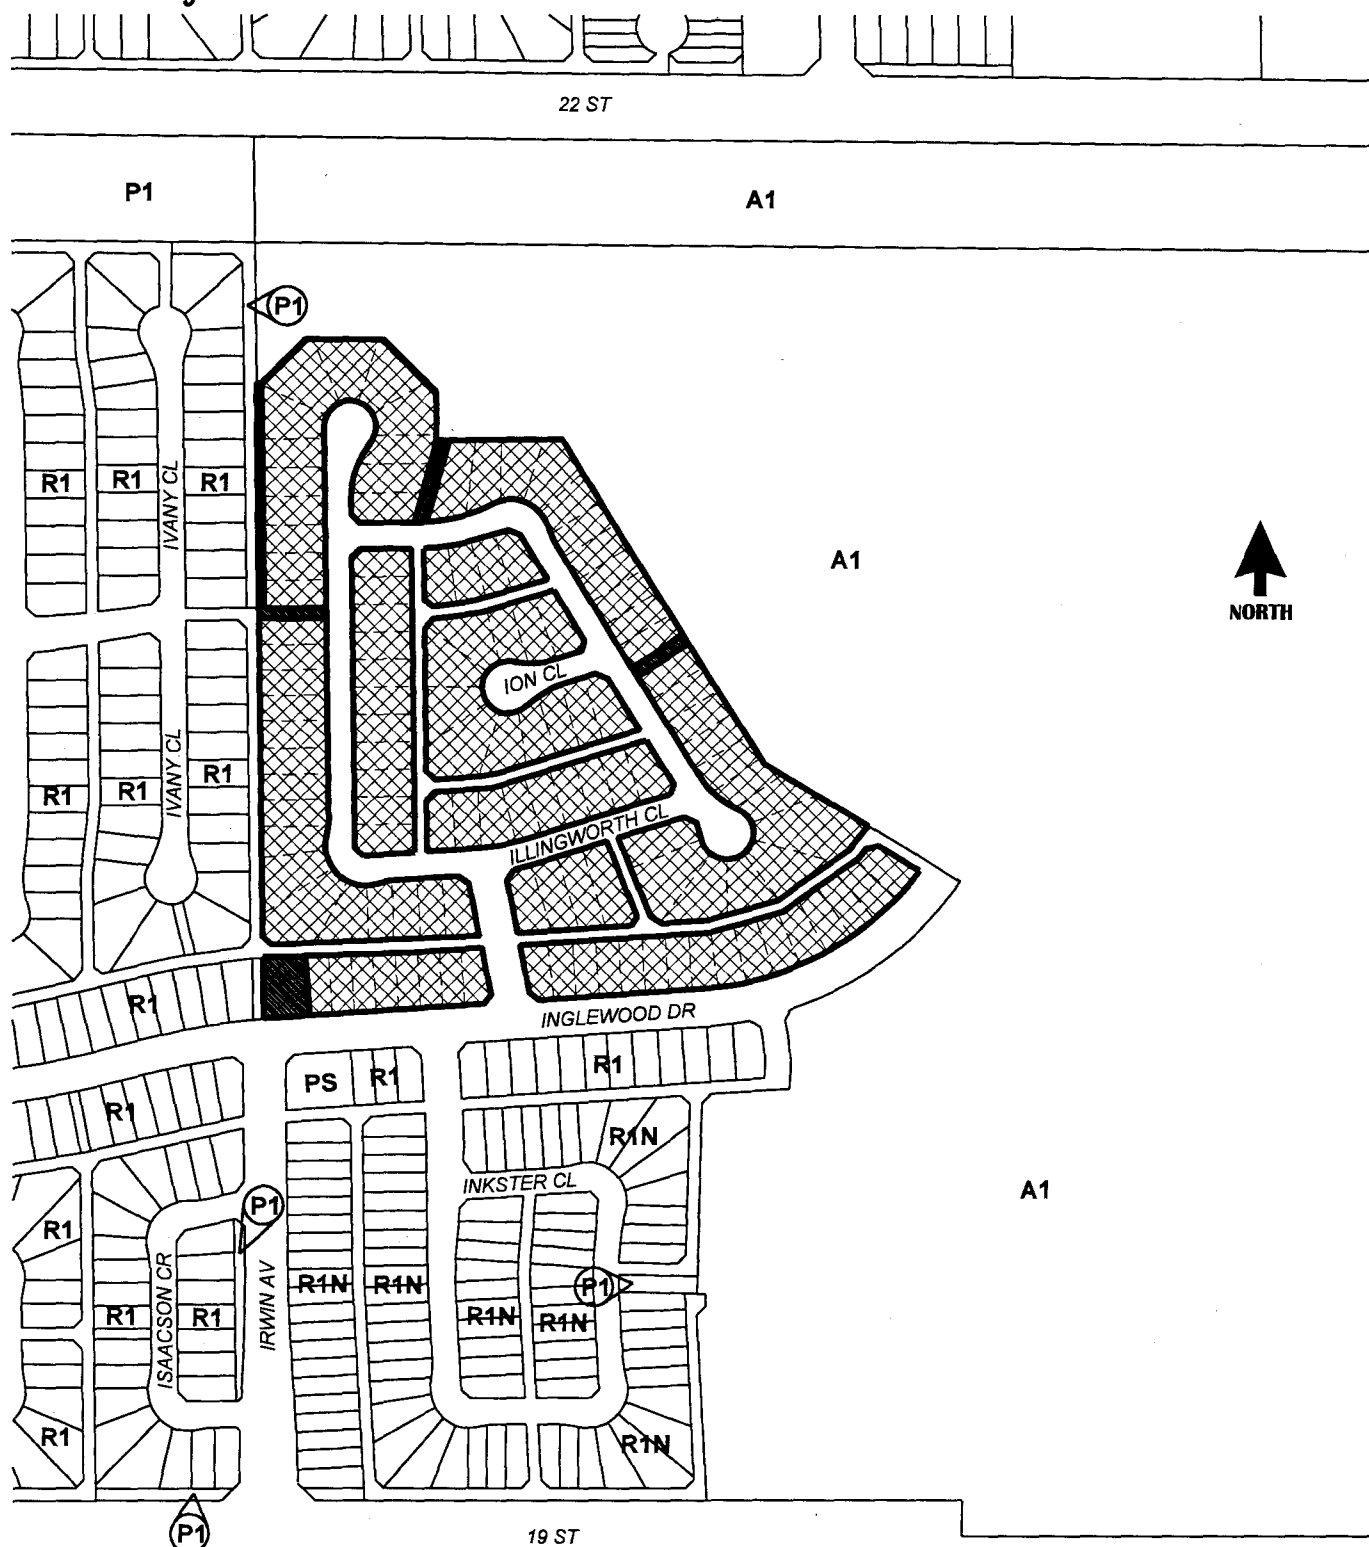 22 ST
P1
A1
P1
R1
R1
R1
IVANY CL
A1
NORTH
ION CL
R1
R1
R1
IVANY CL
ILLINGWORTH CL
R1
INGLEWOOD DR
PS
R1
R1
R1
R1N
INKSTER CL
A1
P1
R1
ISAACSON CR
IRWIN AV
R1N
R1N
P1
R1
R1
R1N
R1N
R1
R1N
P1
19 ST